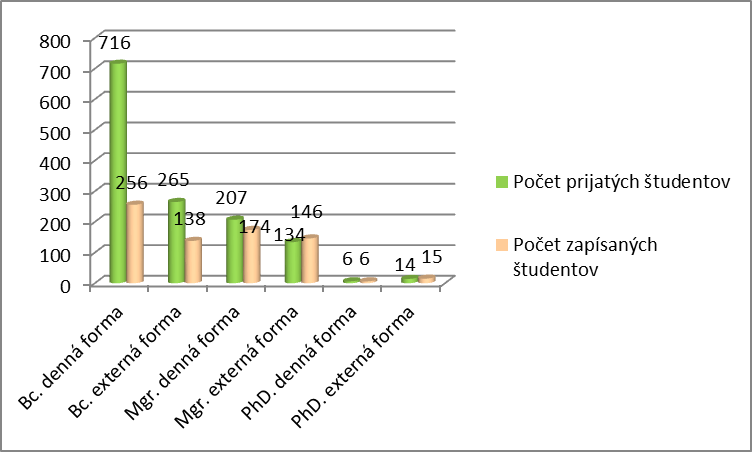 800
700
600
500
400
300
200
100
0
716
256
265
138
207
174
134
146
6
6
14
15
Bc. denná forma
Bc. externá forma
Mgr. denná forma
Mgr. externá forma
PhD. denná forma
PhD. externá forma
Počet prijatých študentov
Počet zapísaných
študentov